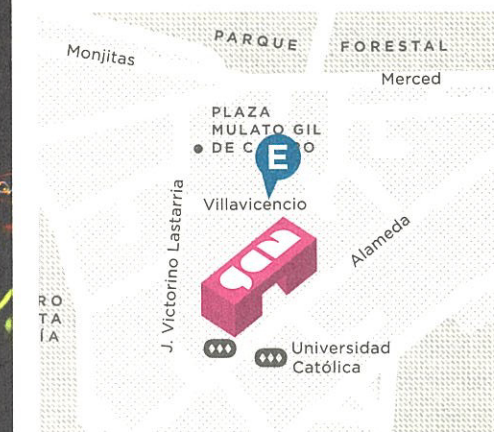 PARQUE FORESTAL
Monjitas
Merced
PLAZA
MULATO GIL
DE C O
E
Villavicencio
J. Victorino Lastarria
Alameda
RO
TA
ÍA
Universidad
Católica